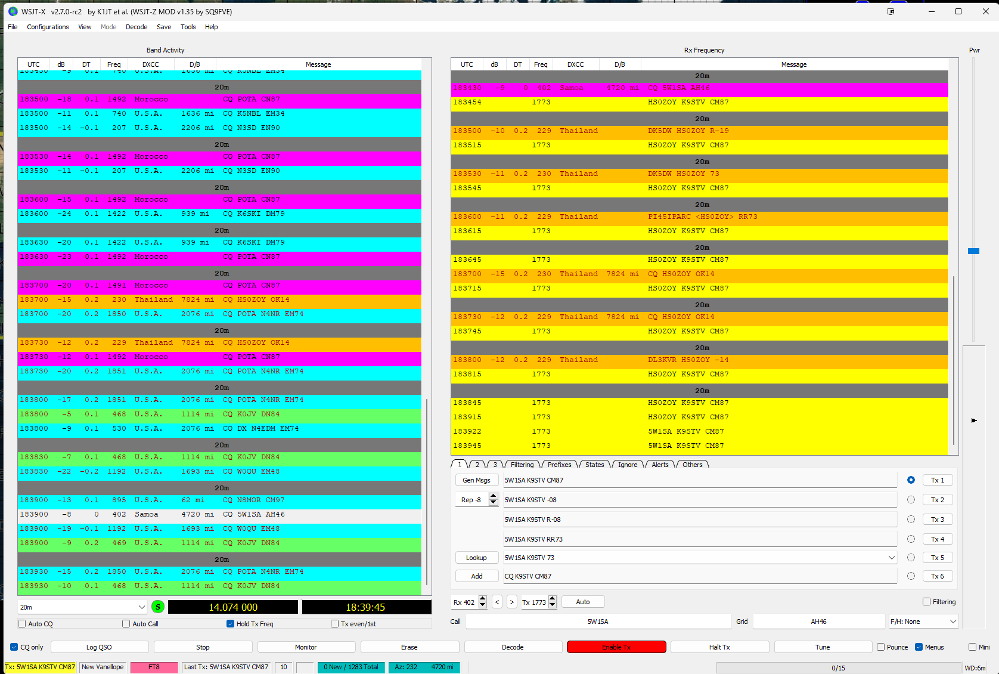 WSJT-X v2.7.0-rc2 by K1JT et al. (WSJT-Z MOD v1.35 by SQ9FVE)
File Configurations View Mode Decode Save Tools Help
Band Activity
UTC dB DT Freq DXCC D/B Message
183430 -9 0.1 740 U.S.A. 1636 mi CQ K5NBL EM34
20m
183500 -18 0.1 1492 Morocco CQ POTA CN87
183500 -11 0.1 740 U.S.A. 1636 mi CQ K5NBL EM34
183500 -14 -0.1 207 U.S.A. 2206 mi CQ N3SD EN90
20m
183530 -14 0.1 1492 Morocco CQ POTA CN87
183530 -11 -0.1 207 U.S.A. 2206 mi CQ N3SD EN90
20m
183600 -15 0.1 1492 Morocco CQ POTA CN87
183600 -24 0.1 1422 U.S.A. 939 mi CQ K6SKI DM79
20m
183630 -20 0.1 1422 U.S.A. 939 mi CQ K6SKI DM79
183630 -23 0.1 1492 Morocco CQ POTA CN87
20m
183700 -20 0.1 1491 Morocco CQ POTA CN87
183700 -15 0.2 230 Thailand 7824 mi CQ HS0ZOY OK14
183700 -20 0.2 1850 U.S.A. 2076 mi CQ POTA N4NR EM74
20m
183730 -12 0.2 229 Thailand 7824 mi CQ HS0ZOY OK14
183730 -12 0.1 1492 Morocco CQ POTA CN87
183730 -20 0.2 1851 U.S.A. 2076 mi CQ POTA N4NR EM74
20m
183800 -17 0.2 1851 U.S.A. 2076 mi CQ POTA N4NR EM74
183800 -5 0.1 468 U.S.A. 1114 mi CQ K0JV DN84
183800 -9 0.1 530 U.S.A. 2076 mi CQ DX N4EDM EM74
20m
183830 -7 0.1 468 U.S.A. 1114 mi CQ K0JV DN84
183830 -22 -0.2 1192 U.S.A. 1693 mi CQ W0QU EM48
20m
183900 -13 0.1 895 U.S.A. 62 mi CQ N8MOR CM97
183900 -8 0 402 Samoa 4720 mi CQ 5W1SA AH46
183900 -19 -0.1 1192 U.S.A. 1693 mi CQ W0QU EM48
183900 -9 0.2 469 U.S.A. 1114 mi CQ K0JV DN84
20m
183930 -15 0.2 1850 U.S.A. 2076 mi CQ POTA N4NR EM74
183930 -10 0.1 468 U.S.A. 1114 mi CQ K0JV DN84
Rx Frequency
UTC dB DT Freq DXCC D/B Message
20m
183430 -9 0 402 Samoa 4720 mi CQ 5W1SA AH46
183454 1773 HS0ZOY K9STV CM87
20m
183500 -10 0.2 229 Thailand DK5DW HS0ZOY R-19
183515 1773 HS0ZOY K9STV CM87
20m
183530 -11 0.2 230 Thailand DK5DW HS0ZOY 73
183545 1773 HS0ZOY K9STV CM87
20m
183600 -11 0.2 229 Thailand PI45IPARC <HS0ZOY> RR73
183615 1773 HS0ZOY K9STV CM87
20m
183645 1773 HS0ZOY K9STV CM87
183700 -15 0.2 230 Thailand 7824 mi CQ HS0ZOY OK14
183715 1773 HS0ZOY K9STV CM87
20m
183730 -12 0.2 229 Thailand 7824 mi CQ HS0ZOY OK14
183745 1773 HS0ZOY K9STV CM87
20m
183800 -12 0.2 229 Thailand DL3KVR HS0ZOY -14
183815 1773 HS0ZOY K9STV CM87
20m
183845 1773 HS0ZOY K9STV CM87
183915 1773 HS0ZOY K9STV CM87
183922 1773 5W1SA K9STV CM87
183945 1773 5W1SA K9STV CM87
Pwr
1 2 3 Filtering Prefixes States Ignore Alerts Others
Gen Msgs 5W1SA K9STV CM87 Tx 1
Rep -8 5W1SA K9STV -08 Tx 2
5W1SA K9STV R-08 Tx 3
5W1SA K9STV RR73 Tx 4
Lookup 5W1SA K9STV 73 Tx 5
Add CQ K9STV CM87 Tx 6
Rx 402 < > Tx 1773 Auto Filtering
20m S 14.074 000 18:39:45
Auto CQ Auto Call Hold Tx Freq Tx even/1st
Call 5W1SA Grid AH46 F/H: None
CQ only Log QSO Stop Monitor Erase Decode Enable Tx Halt Tx Tune Pounce Menus Mini
Tx: 5W1SA K9STV CM87 New Vanellope FT8 Last Tx: 5W1SA K9STV CM87 10 0 New / 1283 Total Az: 232 4720 mi 0/15 WD:6m